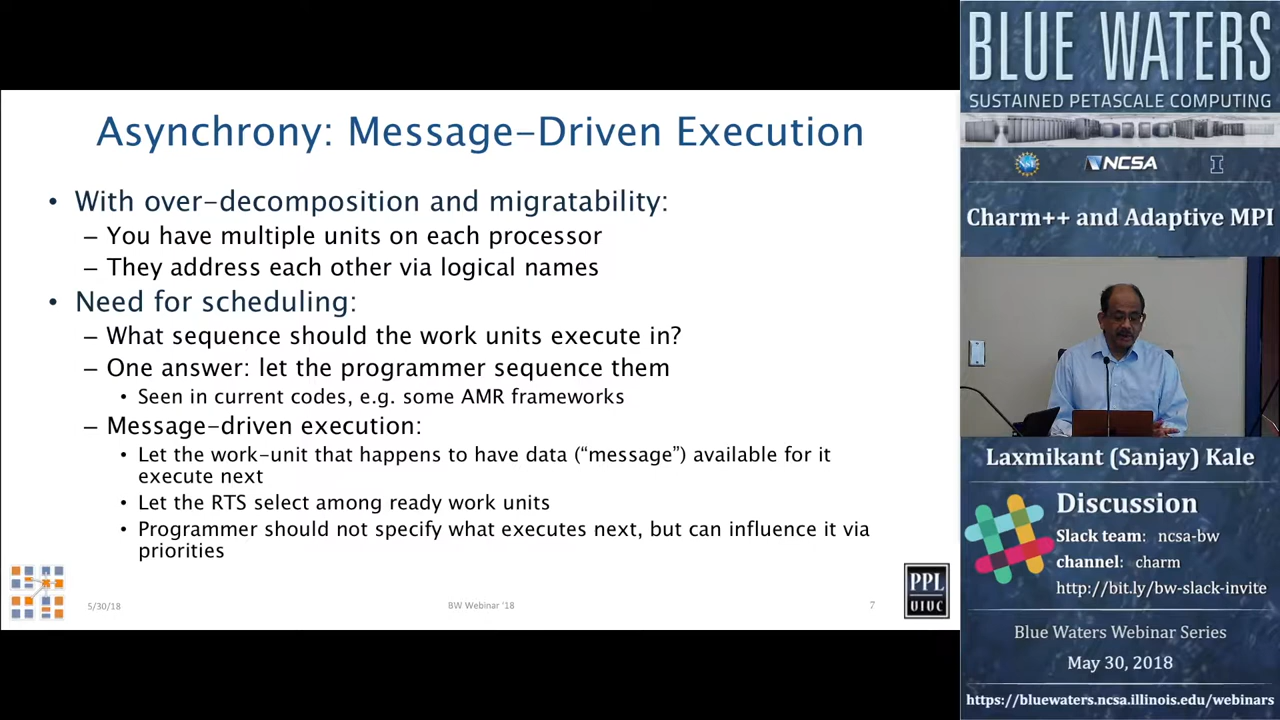 Asynchrony: Message-Driven Execution
• With over-decomposition and migratability:
– You have multiple units on each processor
– They address each other via logical names
• Need for scheduling:
– What sequence should the work units execute in?
– One answer: let the programmer sequence them
• Seen in current codes, e.g. some AMR frameworks
– Message-driven execution:
• Let the work-unit that happens to have data (“message”) available for it
execute next
• Let the RTS select among ready work units
• Programmer should not specify what executes next, but can influence it via
priorities
5/30/18
BW Webinar '18
7
PPL
UIUC
BLUE WATERS
SUSTAINED PETASCALE COMPUTING
NSF
NCSA
I
Charm++ and Adaptive MPI
Laxmikant (Sanjay) Kale
Discussion
Slack team: ncsa-bw
channel: charm
http://bit.ly/bw-slack-invite
Blue Waters Webinar Series
May 30, 2018
https://bluewaters.ncsa.illinois.edu/webinars